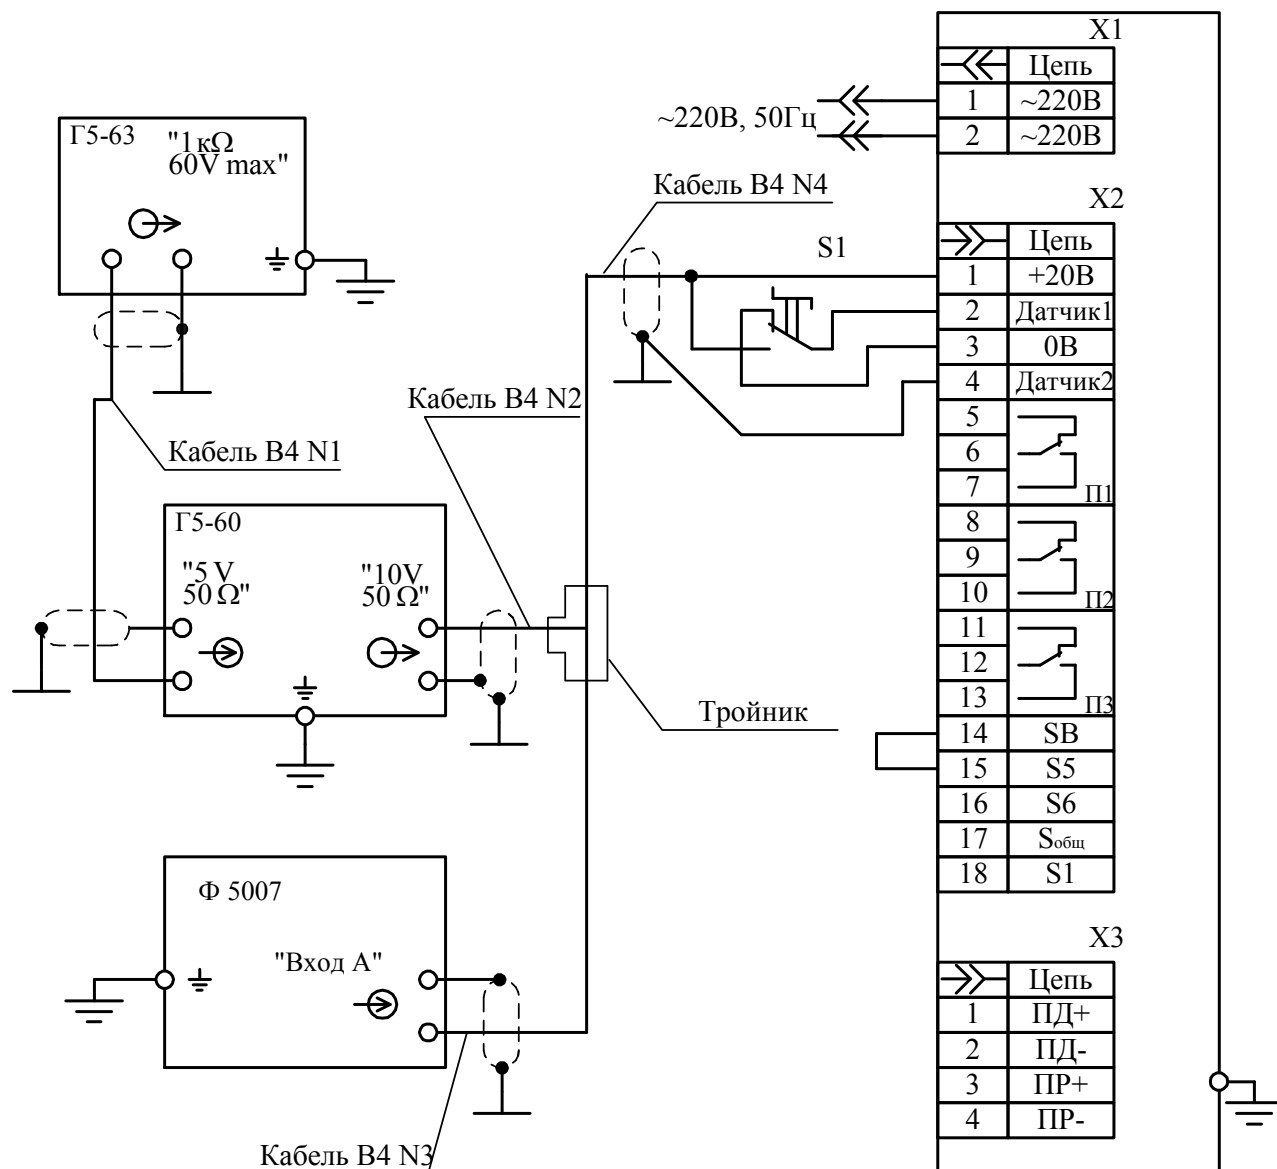 Г5-63
"1кΩ
60V max"
~220В, 50Гц
Кабель В4 N4
S1
Кабель В4 N2
Кабель В4 N1
Г5-60
"5 V
50 Ω"
"10V
50 Ω"
Тройник
Ф 5007
"Вход А"
Кабель В4 N3
X1
Цепь
1 ~220В
2 ~220В
X2
Цепь
1 +20В
2 Датчик1
3 0В
4 Датчик2
5
6
7 П1
8
9
10 П2
11
12
13 П3
14 SB
15 S5
16 S6
17 Sобщ
18 S1
X3
Цепь
1 ПД+
2 ПД-
3 ПР+
4 ПР-